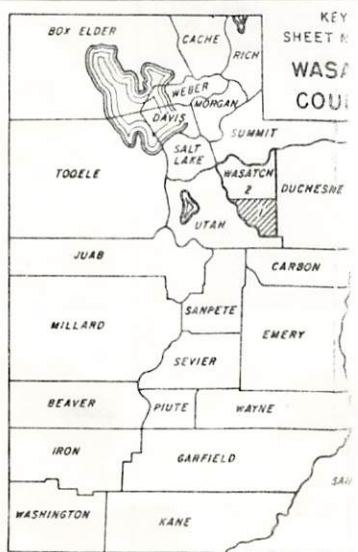 KEY
SHEET
WASA
COU
BOX ELDER
CACHE
RICH
WEBER
MORGAN
DAVIS
SUMMIT
SALT
LAKE
TOOELE
WASATCH
2
DUCHESNE
UTAH
JUAB
CARBON
SANPETE
MILLARD
EMERY
SEVIER
BEAVER
PIUTE
WAYNE
IRON
GARFIELD
SAN
WASHINGTON
KANE